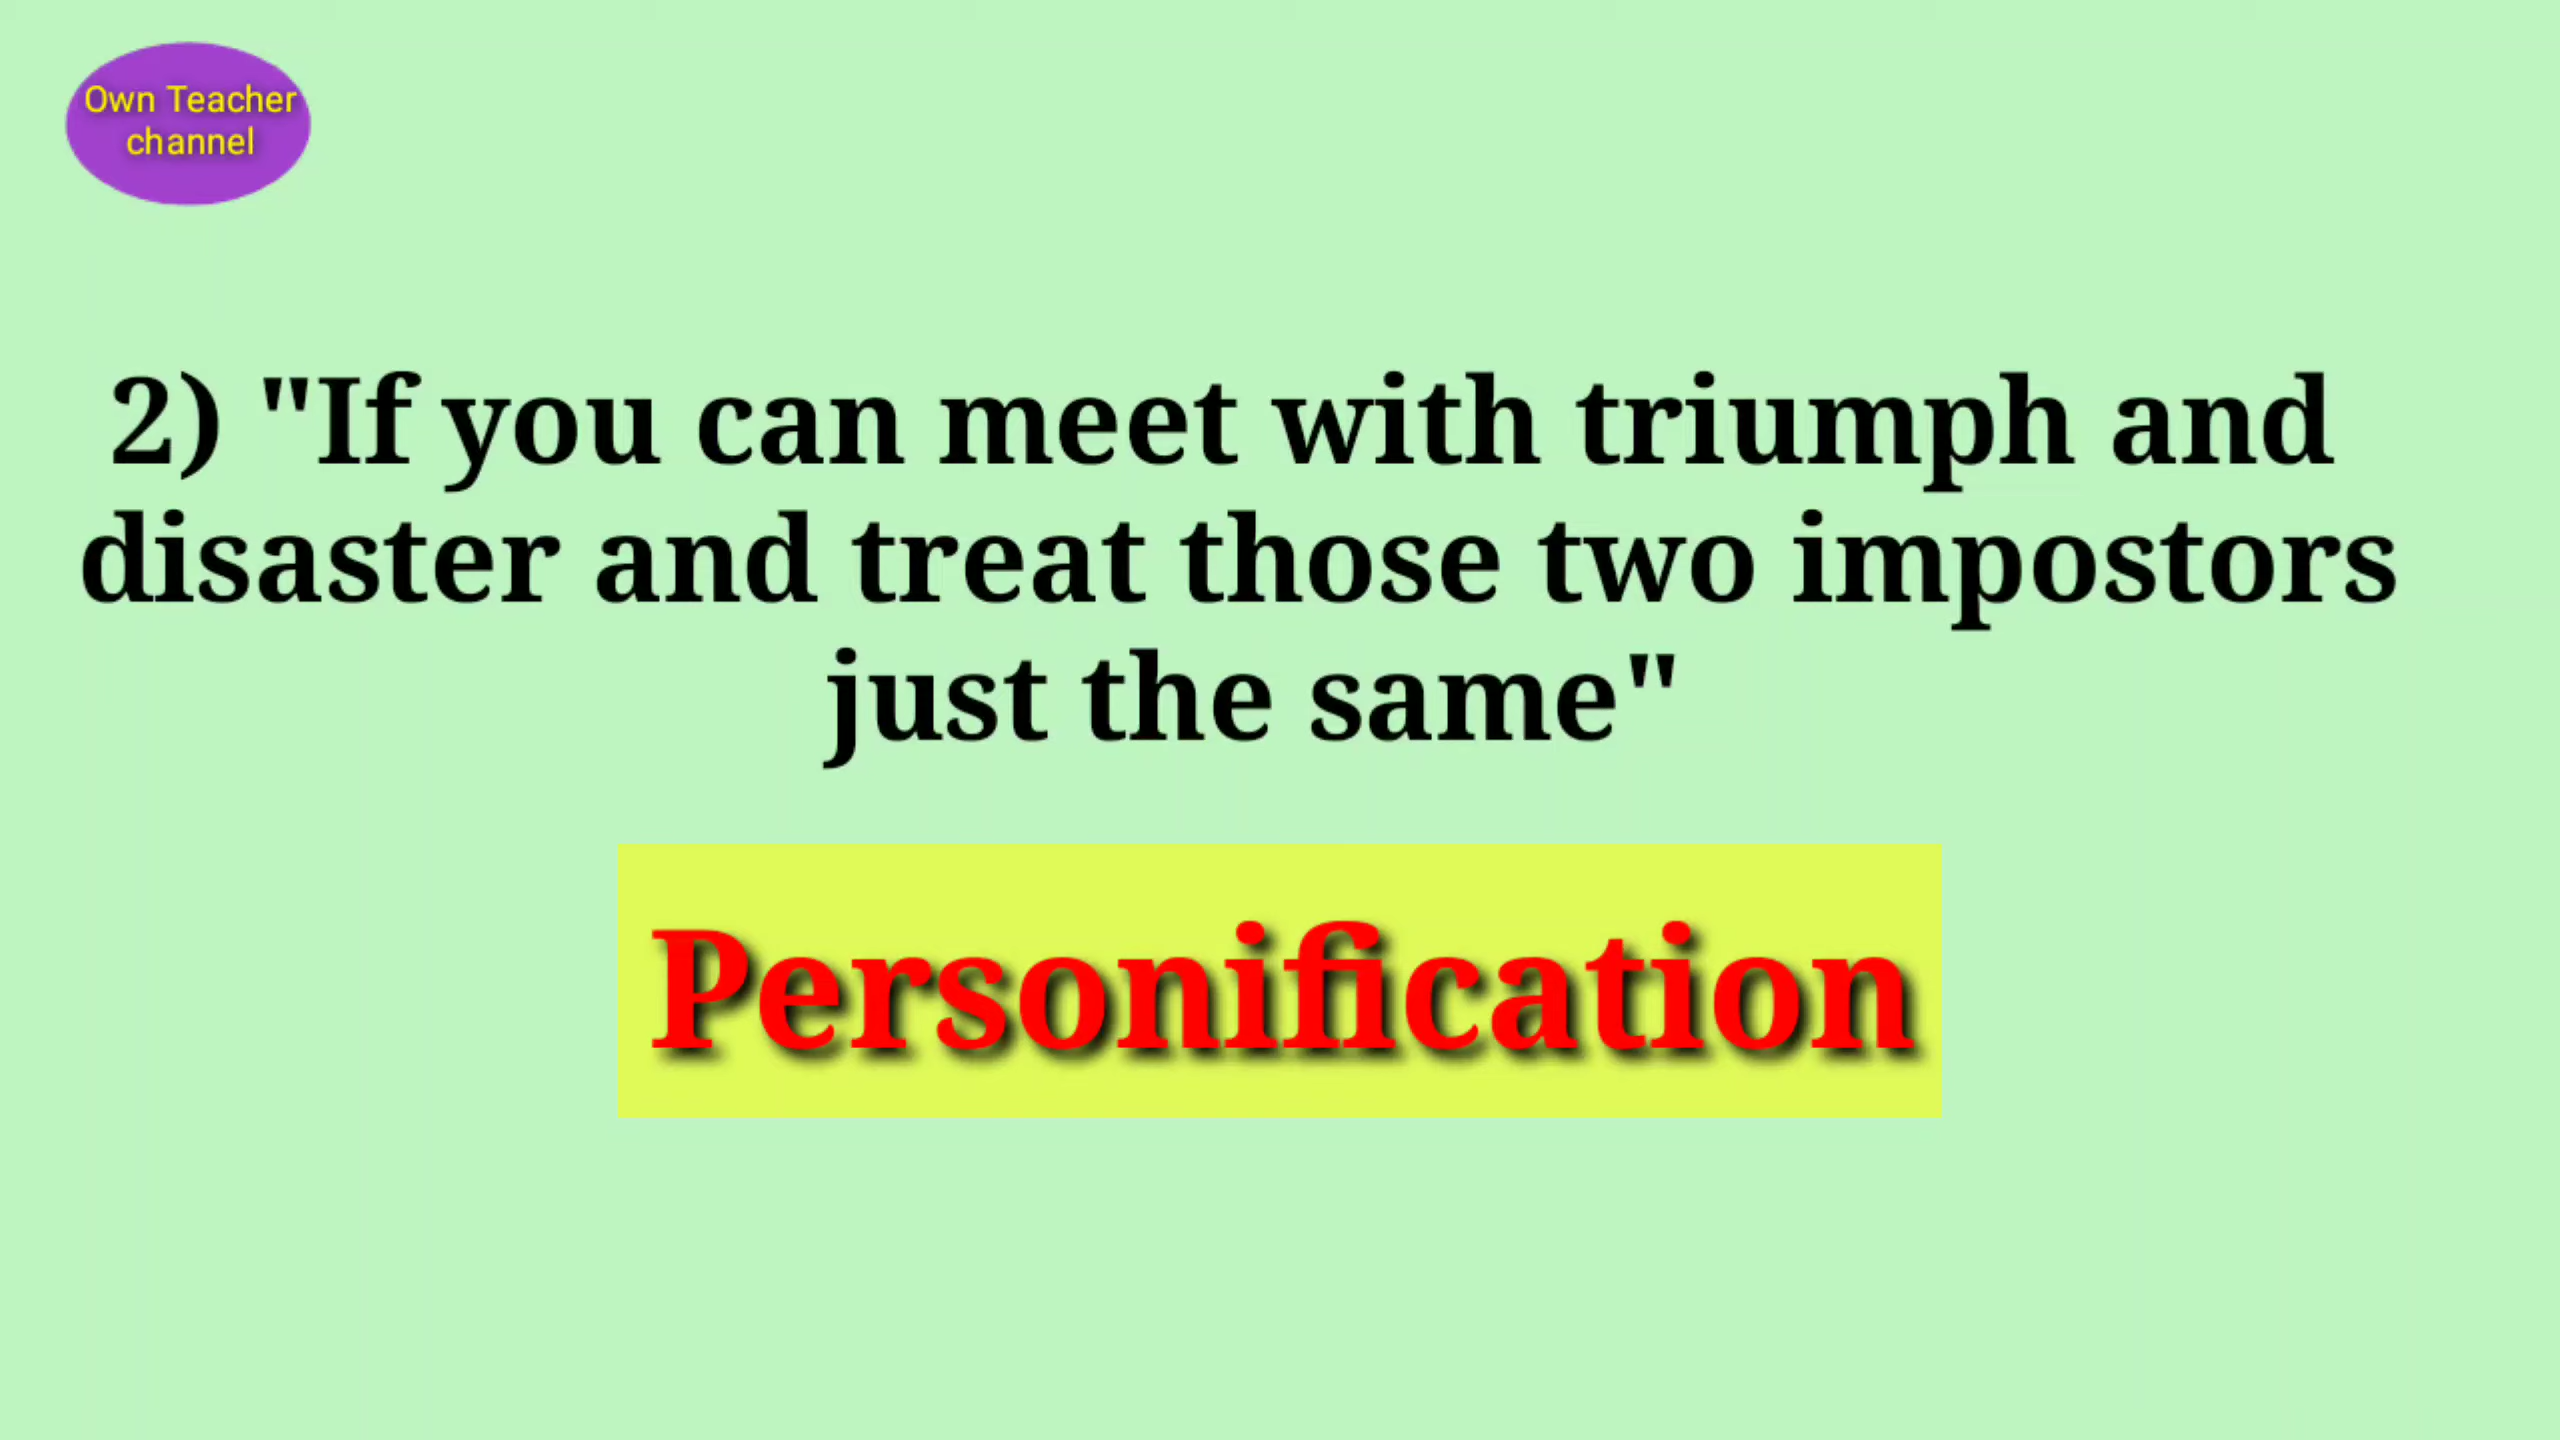 Own Teacher
channel
2) "If you can meet with triumph and
disaster and treat those two impostors
just the same"
Personification